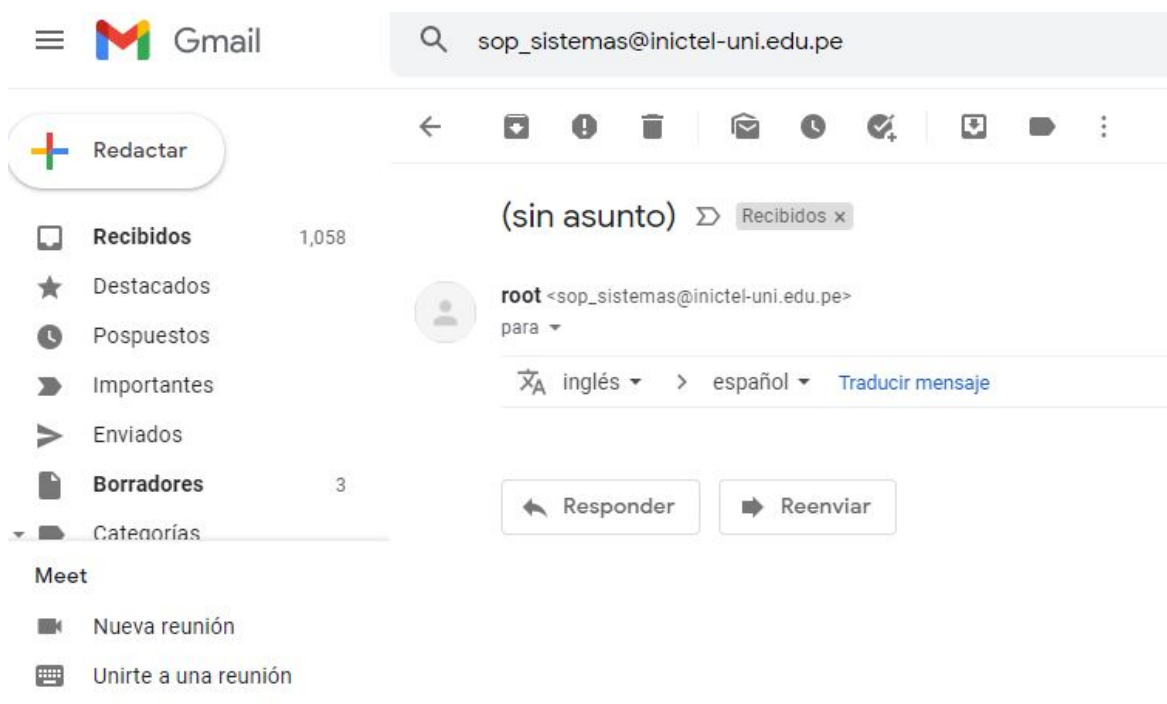 Gmail
sop_sistemas@inictel-uni.edu.pe
Redactar
Recibidos 1,058
Destacados
Pospuestos
Importantes
Enviados
Borradores 3
Categorías
Meet
Nueva reunión
Unirte a una reunión
(sin asunto) Recibidos x
root <sop_sistemas@inictel-uni.edu.pe>
para
inglés > español Traducir mensaje
Responder Reenviar